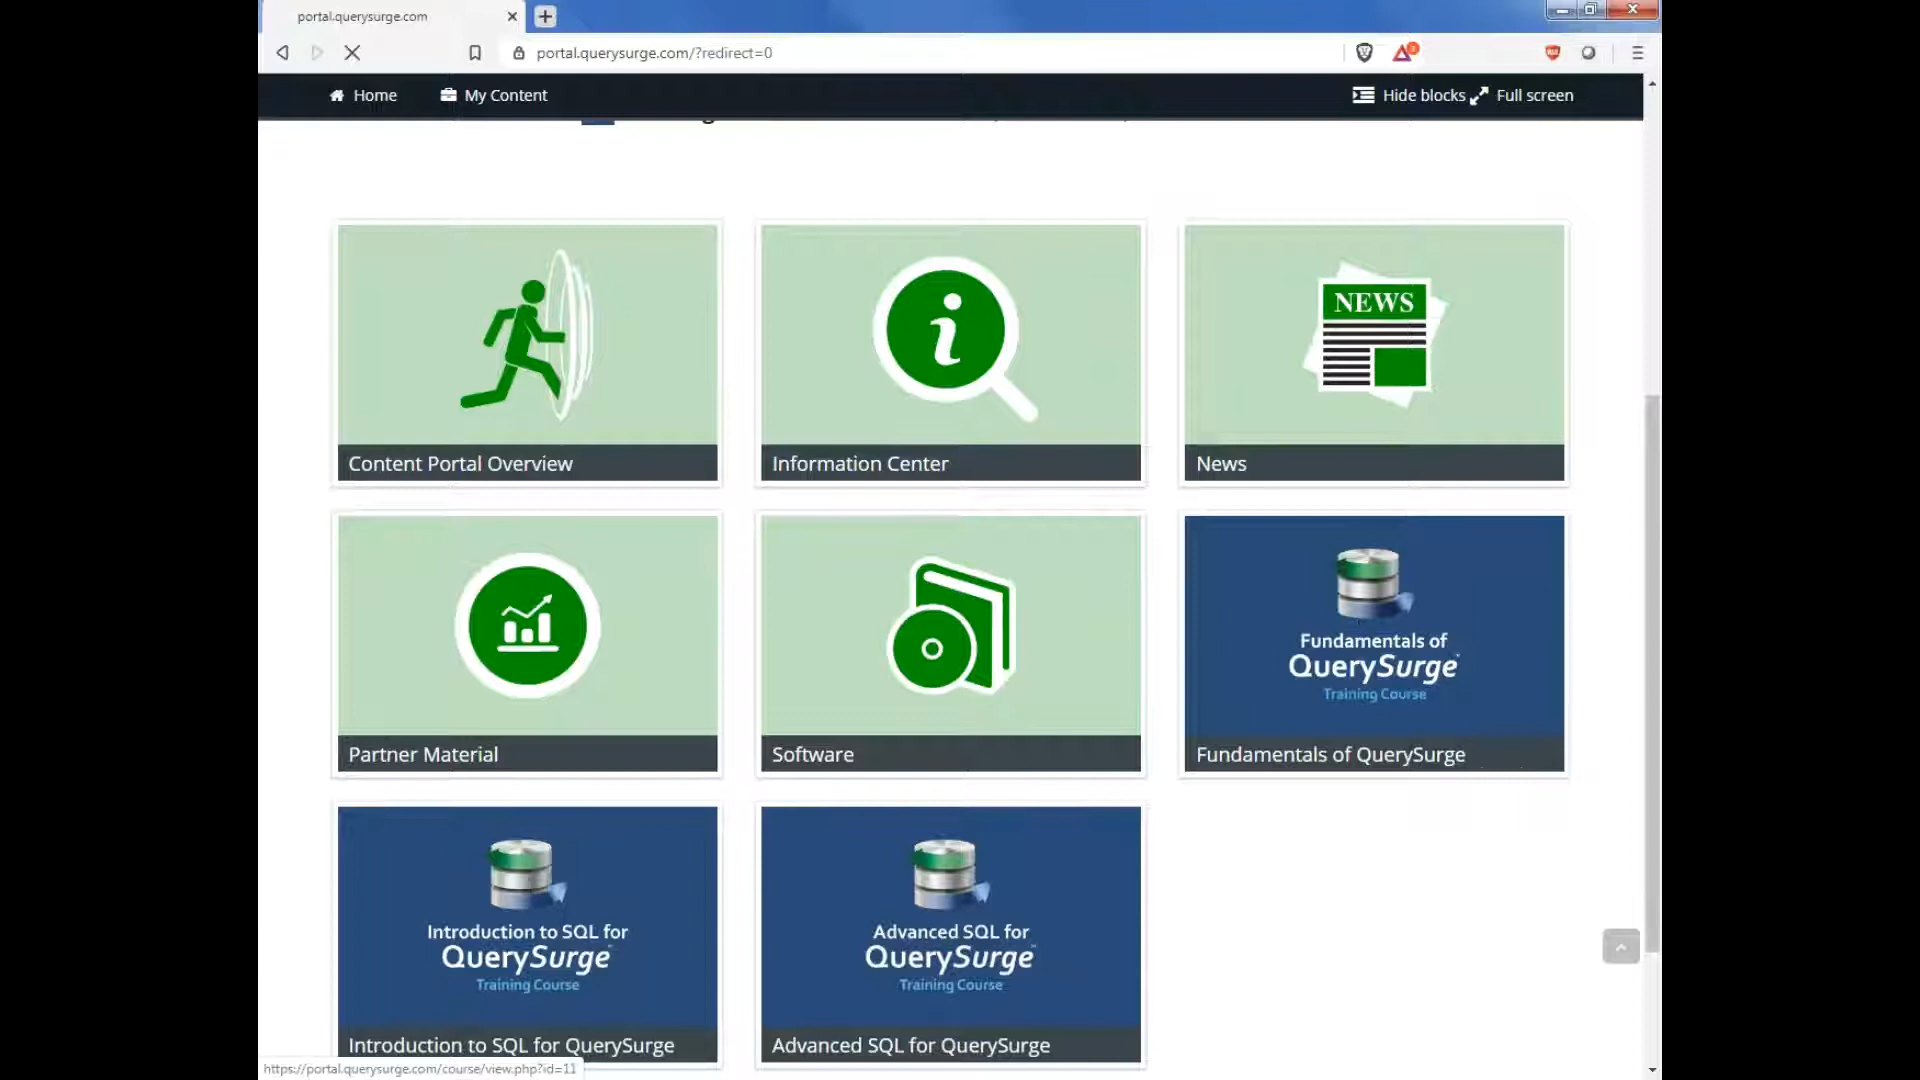 portal.querysurge.com
portal.querysurge.com/?redirect=0
Home
My Content
Hide blocks
Full screen
Content Portal Overview
Information Center
NEWS
News
Partner Material
Software
Fundamentals of
QuerySurge
Training Course
Fundamentals of QuerySurge
Introduction to SQL for
QuerySurge
Training Course
Introduction to SQL for QuerySurge
Advanced SQL for
QuerySurge
Training Course
Advanced SQL for QuerySurge
https://portal.querysurge.com/course/view.php?id=11